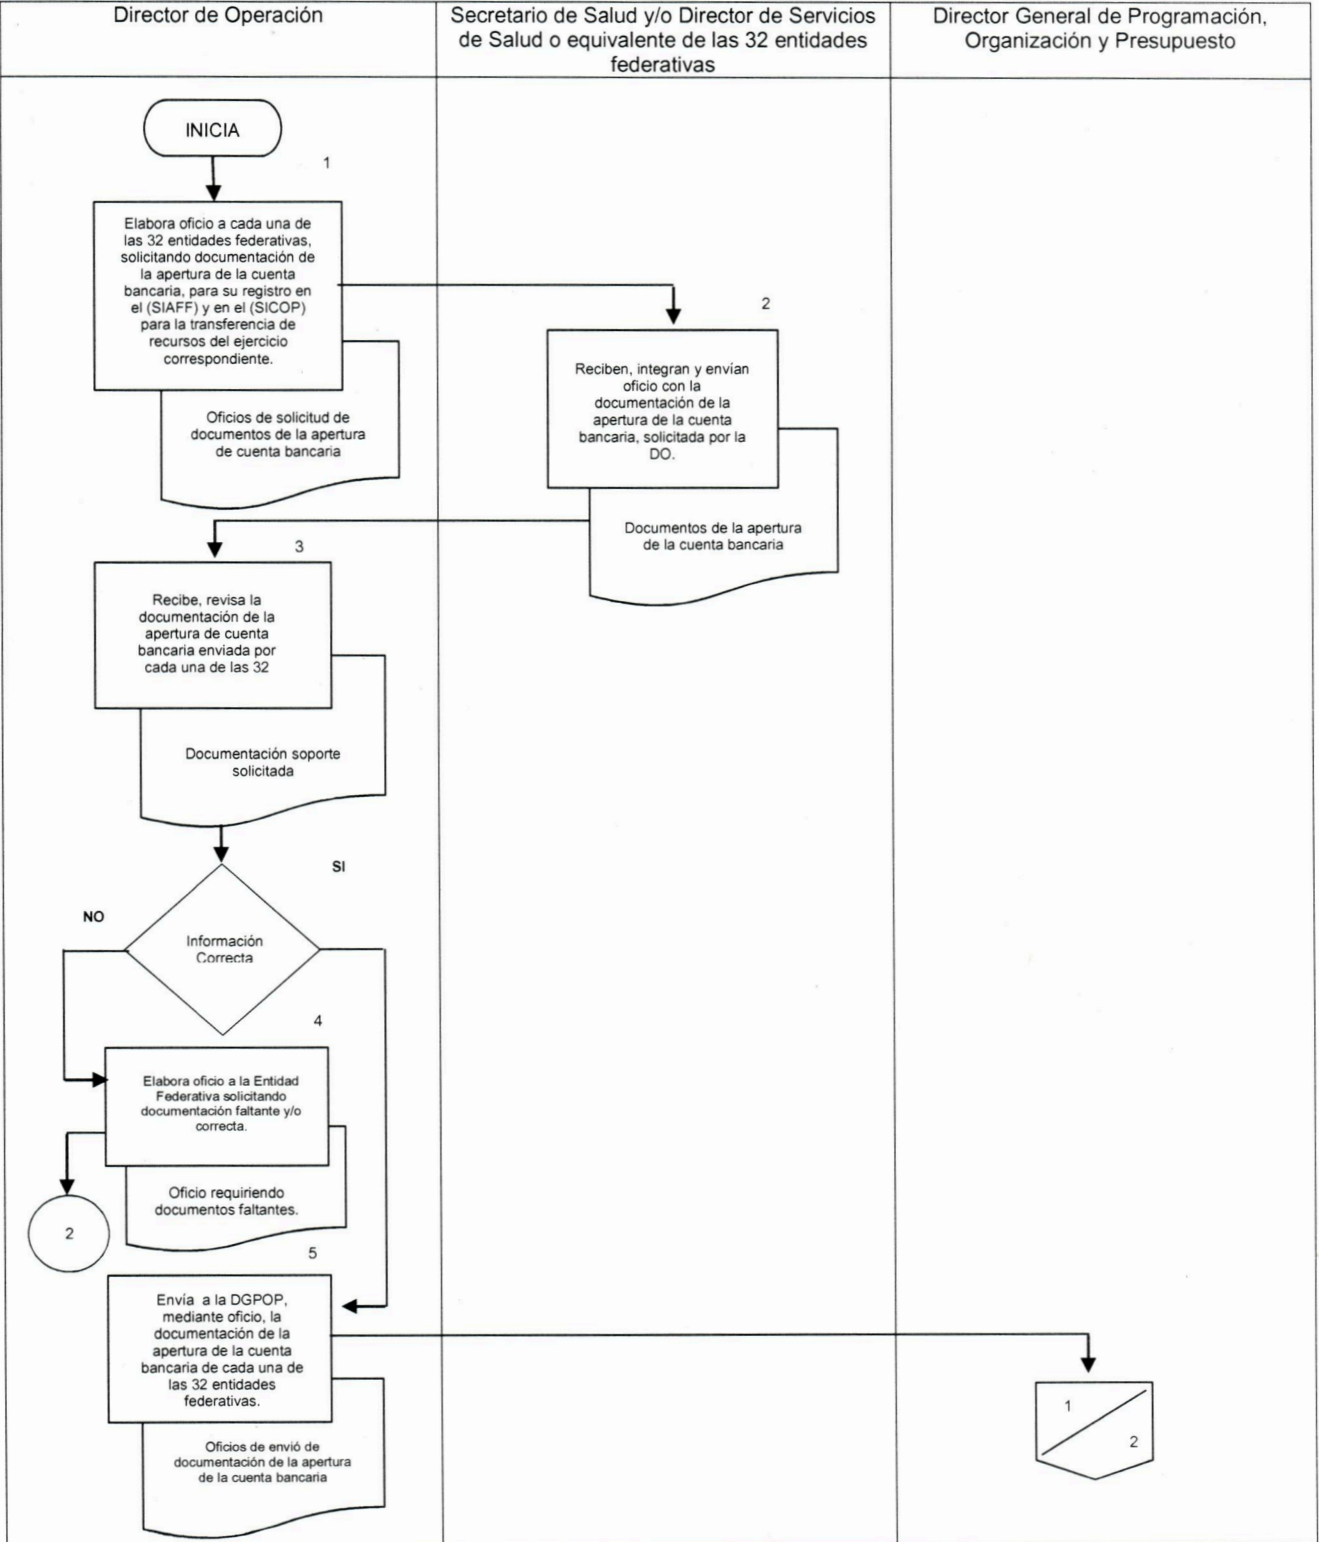 Director de Operación
Secretario de Salud y/o Director de Servicios
de Salud o equivalente de las 32 entidades
federativas
Director General de Programación,
Organización y Presupuesto
INICIA
1
Elabora oficio a cada una de
las 32 entidades federativas,
solicitando documentación de
la apertura de la cuenta
bancaria, para su registro en
el (SIAFF) y en el (SICOP)
para la transferencia de
recursos del ejercicio
correspondiente.
Oficios de solicitud de
documentos de la apertura
de cuenta bancaria
2
Reciben, integran y envían
oficio con la
documentación de la
apertura de la cuenta
bancaria, solicitada por la
DO.
Documentos de la apertura
de la cuenta bancaria
3
Recibe, revisa la
documentación de la
apertura de cuenta
bancaria enviada por
cada una de las 32
Documentación soporte
solicitada
SI
NO
Información
Correcta
4
Elabora oficio a la Entidad
Federativa solicitando
documentación faltante y/o
correcta.
Oficio requiriendo
documentos faltantes.
2
5
Envía a la DGPOP,
mediante oficio, la
documentación de la
apertura de la cuenta
bancaria de cada una de
las 32 entidades
federativas.
Oficios de envió de
documentación de la apertura
de la cuenta bancaria
1
2